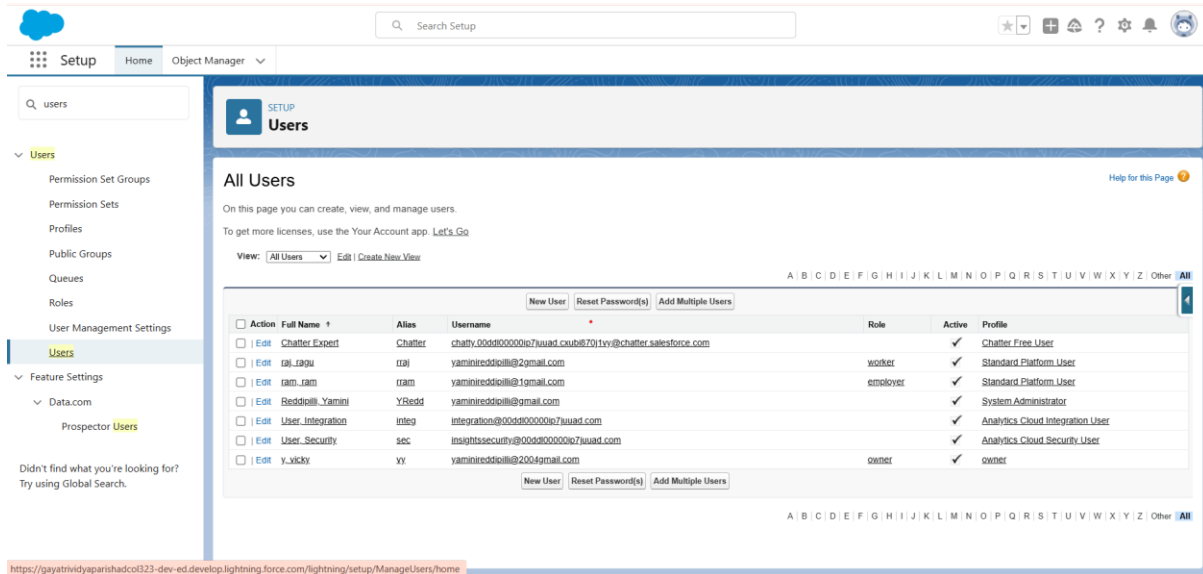 Search Setup
Setup Home Object Manager
users
SETUP
Users
Users
Permission Set Groups
Permission Sets
Profiles
Public Groups
Queues
Roles
User Management Settings
Users
Feature Settings
Data.com
Prospector Users
Didn't find what you're looking for?
Try using Global Search.
All Users
Help for this Page
On this page you can create, view, and manage users.
To get more licenses, use the Your Account app. Let's Go
View: All Users Edit | Create New View
A | B | C | D | E | F | G | H | I | J | K | L | M | N | O | P | Q | R | S | T | U | V | W | X | Y | Z | Other All
New User Reset Password(s) Add Multiple Users
Action Full Name ↑ Alias Username Role Active Profile
| Edit Chatter Expert Chatter chatty.00ddl00000ip7juuad.cxubi670j1vy@chatter.salesforce.com Chatter Free User
| Edit raj, ragu rraj yaminireddipilli@2gmail.com worker Standard Platform User
| Edit ram, ram rram yaminireddipilli@1gmail.com employer Standard Platform User
| Edit Reddipilli, Yamini YRedd yaminireddipilli@gmail.com System Administrator
| Edit User, Integration integ integration@00ddl00000ip7juuad.com Analytics Cloud Integration User
| Edit User, Security sec insightssecurity@00ddl00000ip7juuad.com Analytics Cloud Security User
| Edit y, vicky vy yaminireddipilli@2004gmail.com owner owner
New User Reset Password(s) Add Multiple Users
A | B | C | D | E | F | G | H | I | J | K | L | M | N | O | P | Q | R | S | T | U | V | W | X | Y | Z | Other All
https://gayatrividyaparishadcol323-dev-ed.develop.lightning.force.com/lightning/setup/ManageUsers/home